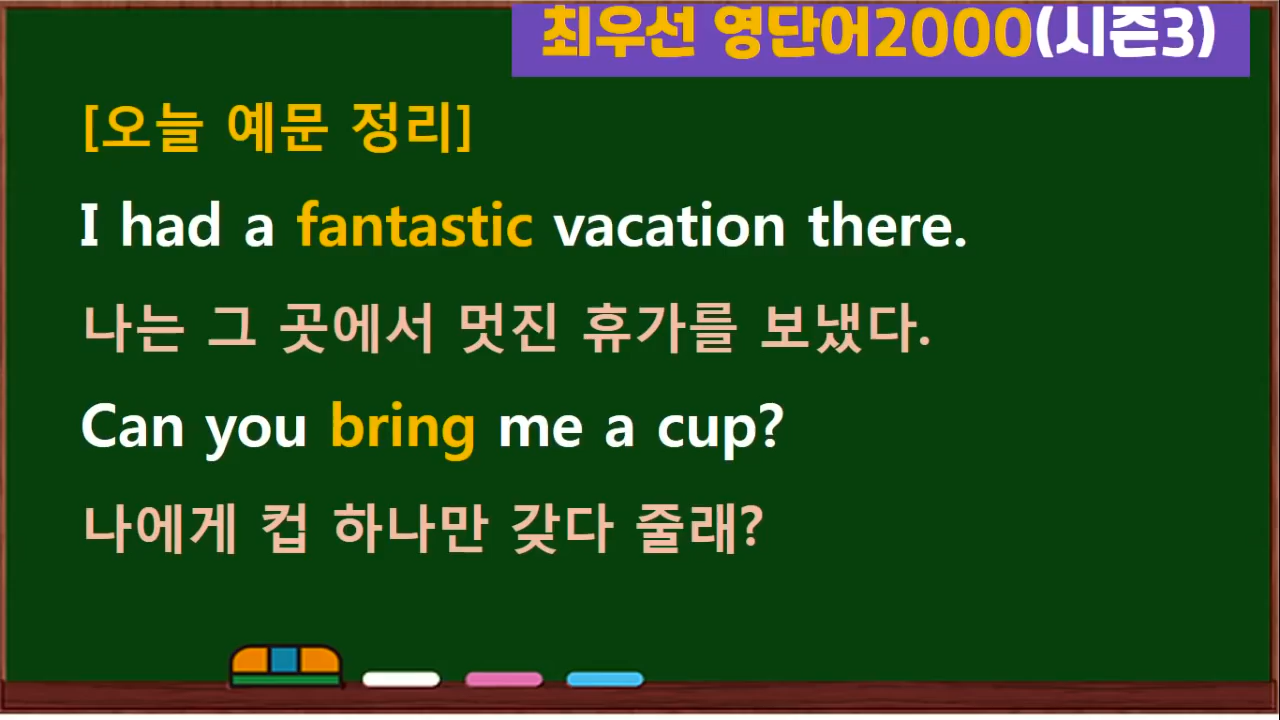 최우선 영단어2000(시즌3)
[오늘 예문 정리]
I had a fantastic vacation there.
나는 그 곳에서 멋진 휴가를 보냈다.
Can you bring me a cup?
나에게 컵 하나만 갖다 줄래?